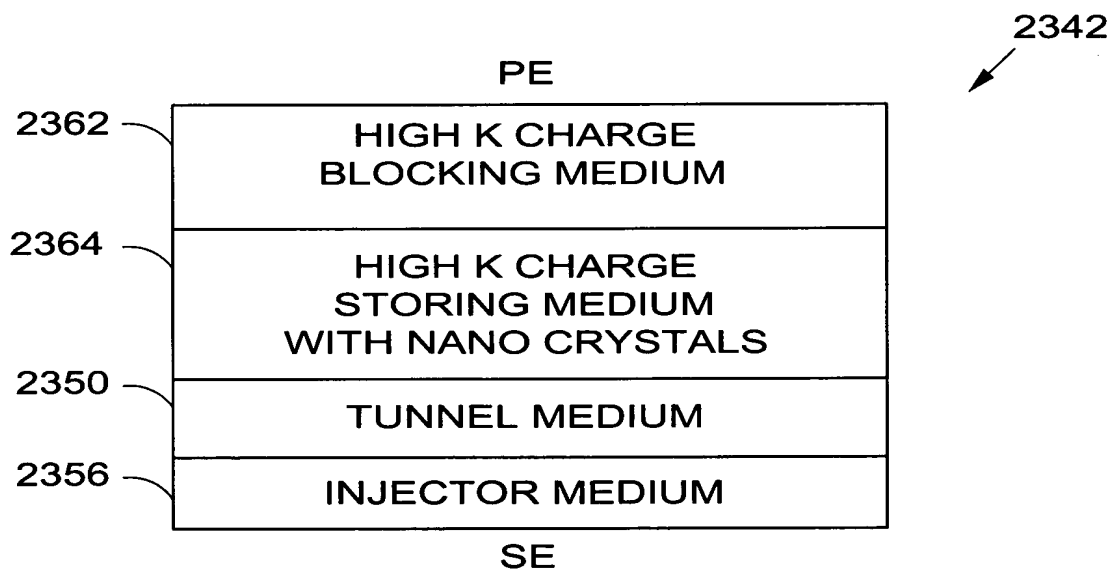 2342
PE
2362
HIGH K CHARGE
BLOCKING MEDIUM
2364
HIGH K CHARGE
STORING MEDIUM
WITH NANO CRYSTALS
2350
TUNNEL MEDIUM
2356
INJECTOR MEDIUM
SE